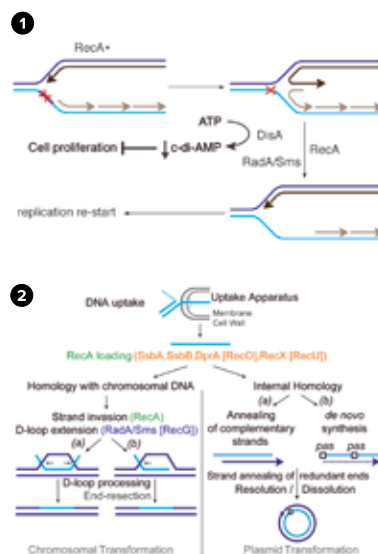 1
RecA•
ATP
DisA
Cell proliferation
c-di-AMP
RadA/Sms
RecA
replication re-start
2
DNA uptake
Uptake Apparatus
Membrane
Cell Wall
RecA loading (SsbA,SsbB,DprA [RecO],RecX [RecU])
Homology with chromosomal DNA
Internal Homology
(a)
(b)
Strand invasion (RecA)
D-loop extension (RadA/Sms [RecG])
(a)
(b)
Annealing
of complementary
strands
de novo
synthesis
pas
pas
D-loop processing
End-resection
Strand annealing of redundant ends
Resolution / Dissolution
Chromosomal Transformation
Plasmid Transformation